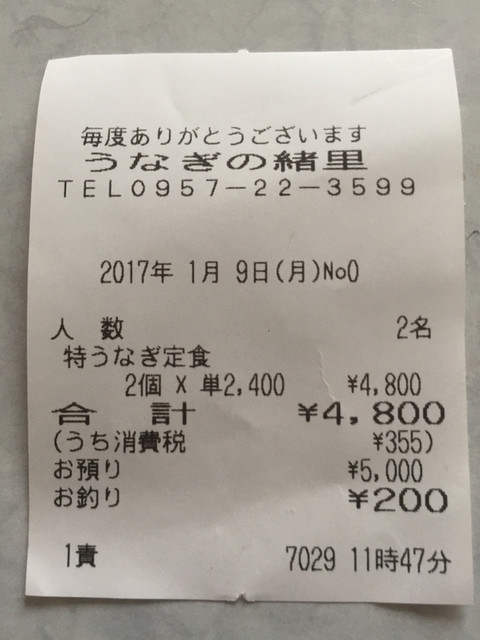 毎度ありがとうございます
うなぎの緒里
TEL0957-22-3599
2017年 1月 9日(月)No0
人 数 2名
特うなぎ定食
2個 X 単2,400 ¥4,800
合 計 ¥4,800
(うち消費税 ¥355)
お預り ¥5,000
お釣り ¥200
1責 7029 11時47分